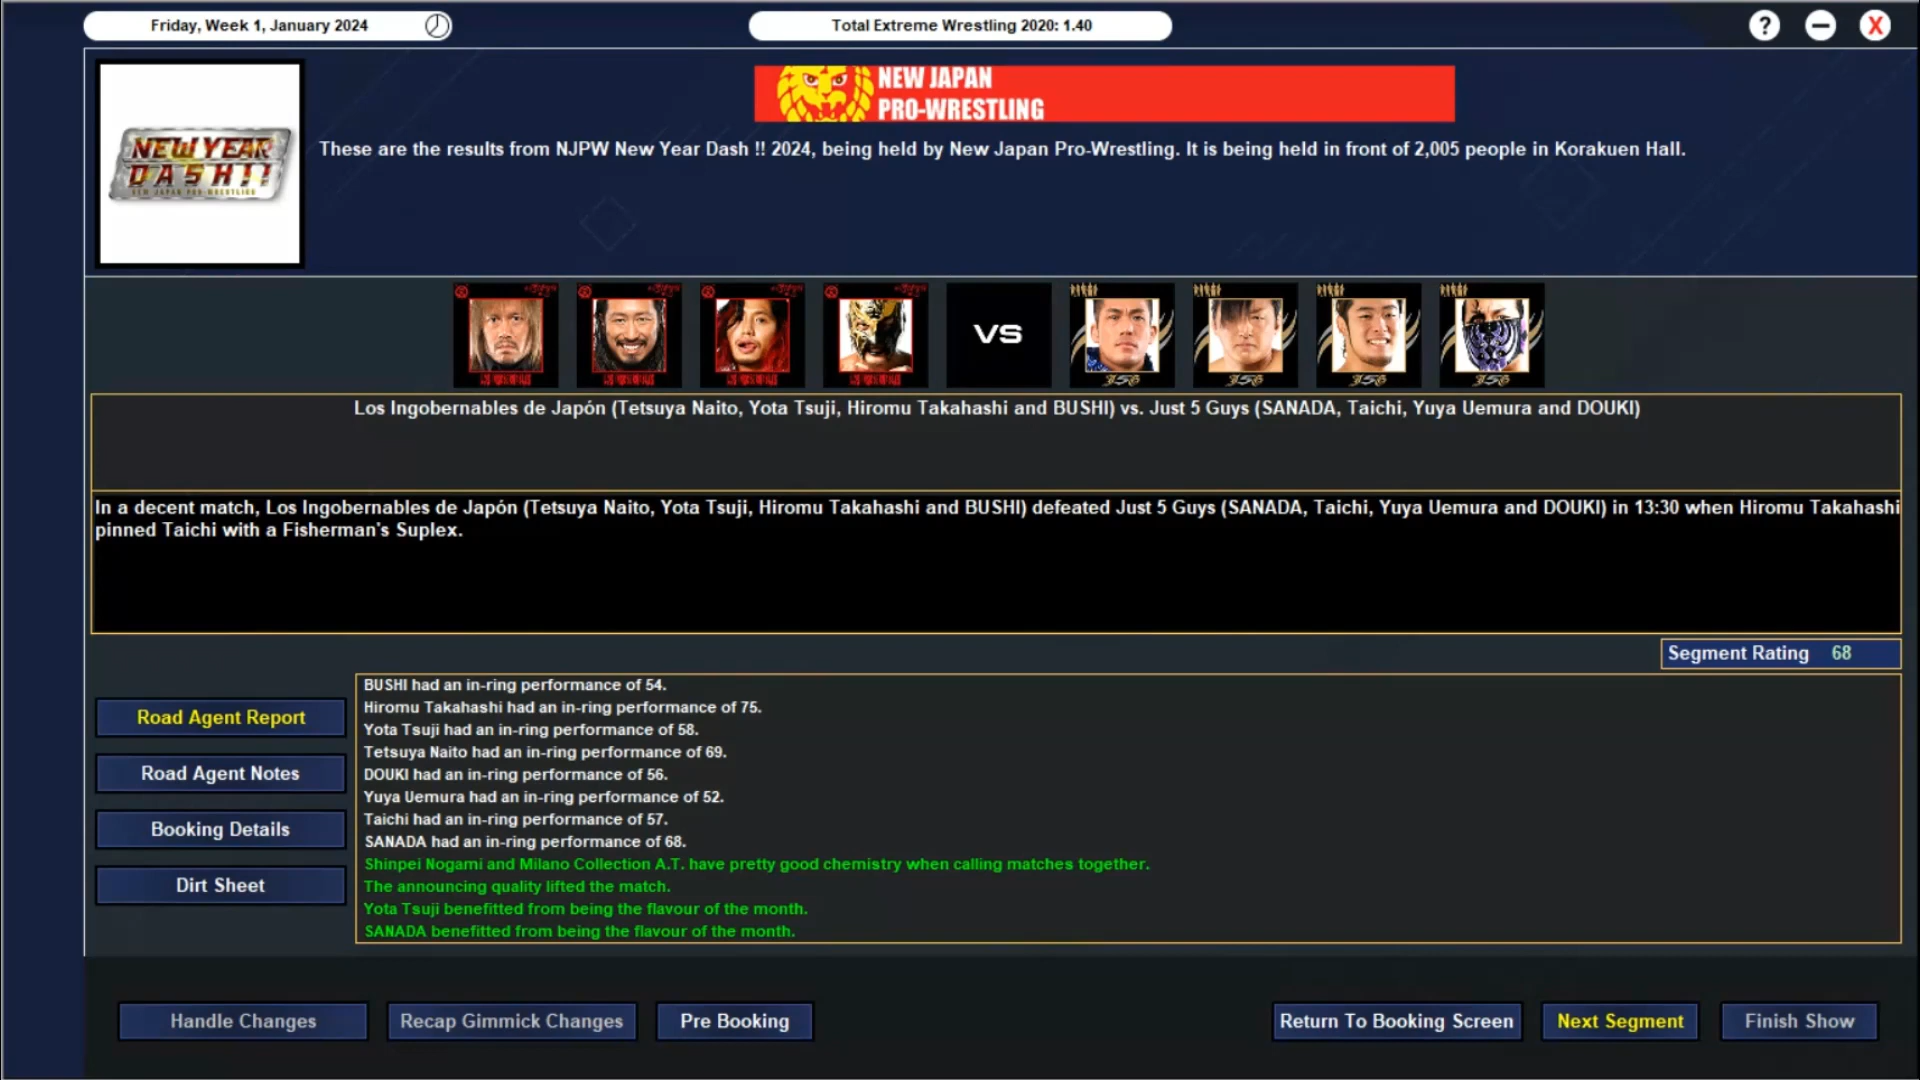 Friday, Week 1, January 2024
Total Extreme Wrestling 2020: 1.40
?
X
NEW JAPAN
PRO-WRESTLING
NEW YEAR
DASH!!
NEW JAPAN PRO-WRESTLING
These are the results from NJPW New Year Dash !! 2024, being held by New Japan Pro-Wrestling. It is being held in front of 2,005 people in Korakuen Hall.
VS
J5G J5G J5G J5G
Los Ingobernables de Japón (Tetsuya Naito, Yota Tsuji, Hiromu Takahashi and BUSHI) vs. Just 5 Guys (SANADA, Taichi, Yuya Uemura and DOUKI)
In a decent match, Los Ingobernables de Japón (Tetsuya Naito, Yota Tsuji, Hiromu Takahashi and BUSHI) defeated Just 5 Guys (SANADA, Taichi, Yuya Uemura and DOUKI) in 13:30 when Hiromu Takahashi
pinned Taichi with a Fisherman's Suplex.
Segment Rating 68
Road Agent Report
Road Agent Notes
Booking Details
Dirt Sheet
BUSHI had an in-ring performance of 54.
Hiromu Takahashi had an in-ring performance of 75.
Yota Tsuji had an in-ring performance of 58.
Tetsuya Naito had an in-ring performance of 69.
DOUKI had an in-ring performance of 56.
Yuya Uemura had an in-ring performance of 52.
Taichi had an in-ring performance of 57.
SANADA had an in-ring performance of 68.
Shinpei Nogami and Milano Collection A.T. have pretty good chemistry when calling matches together.
The announcing quality lifted the match.
Yota Tsuji benefitted from being the flavour of the month.
SANADA benefitted from being the flavour of the month.
Handle Changes
Recap Gimmick Changes
Pre Booking
Return To Booking Screen
Next Segment
Finish Show